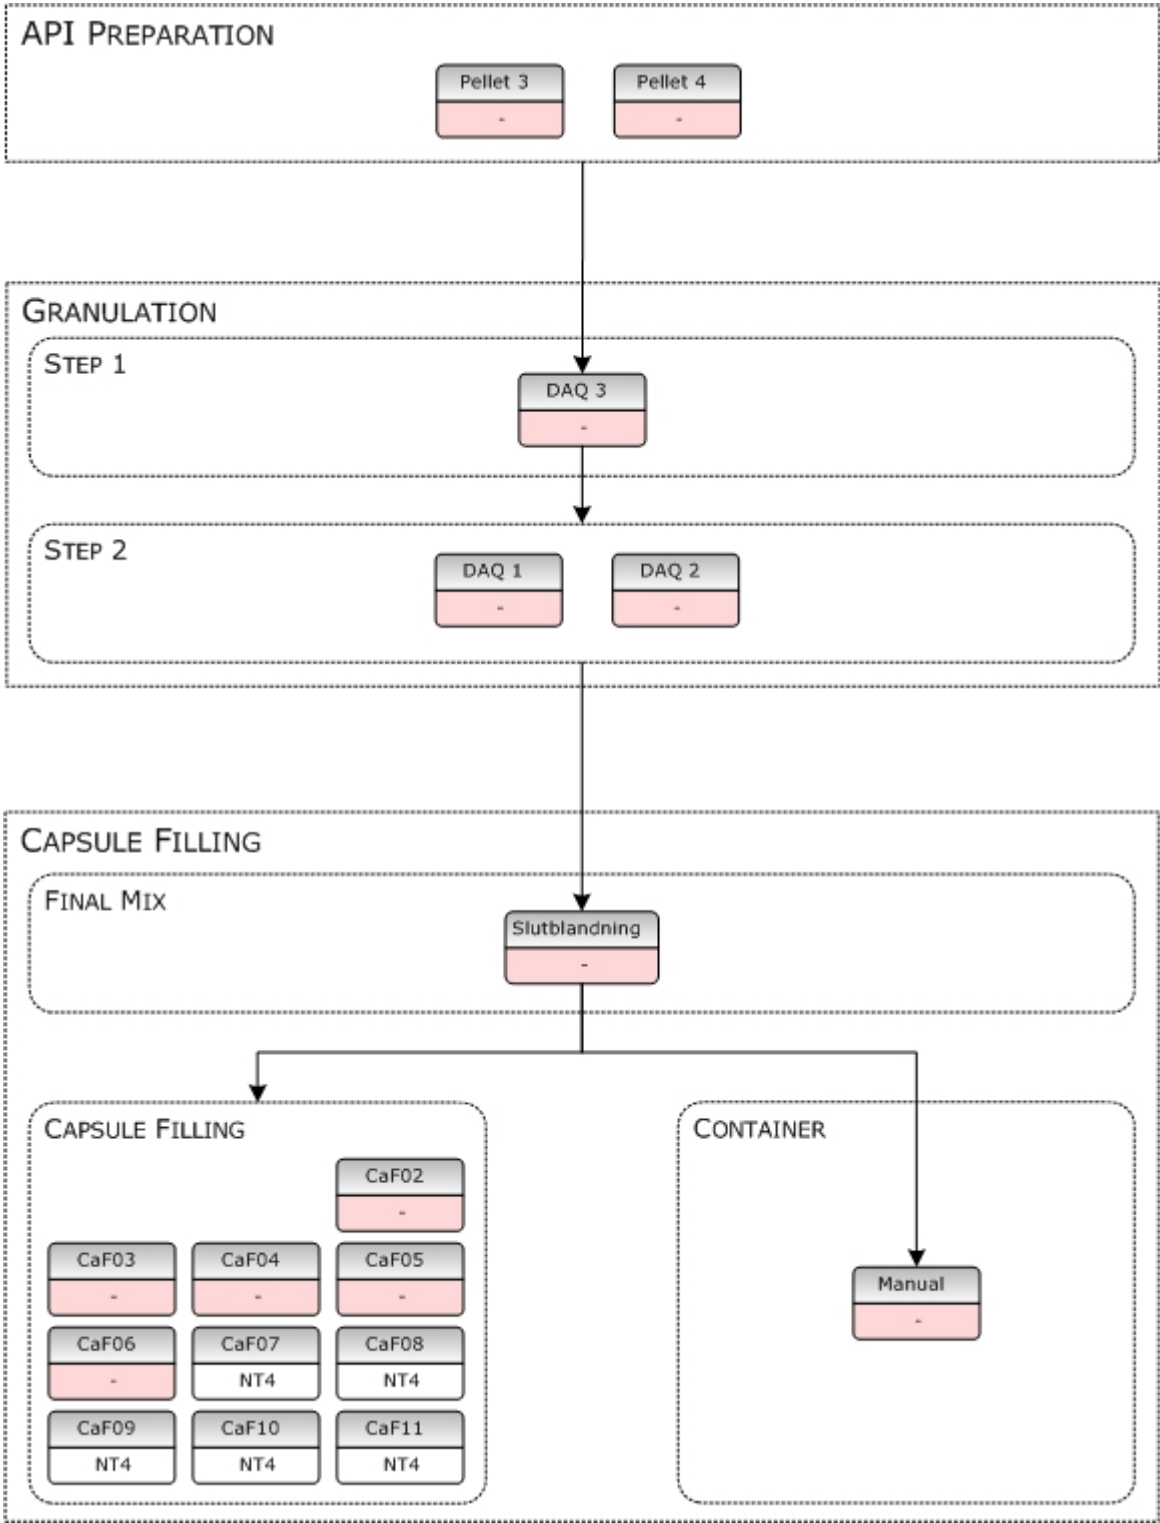 API PREPARATION
Pellet 3 Pellet 4
- -
GRANULATION
STEP 1
DAQ 3
-
STEP 2
DAQ 1 DAQ 2
- -
CAPSULE FILLING
FINAL MIX
Slutblandning
-
CAPSULE FILLING
CaF02
-
CaF03 CaF04 CaF05
- - -
CaF06 CaF07 CaF08
- NT4 NT4
CaF09 CaF10 CaF11
NT4 NT4 NT4
CONTAINER
Manual
-